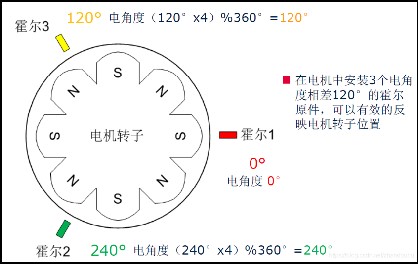 霍尔3
120° 电角度（120°x4）%360°=120°
S
N
N
S
S
N
N
S
电机转子
霍尔1
0°
电角度 0°
在电机中安装3个电角
度相差120°的霍尔
原件，可以有效的反
映电机转子位置
霍尔2
240° 电角度（240°x4）%360°=240°